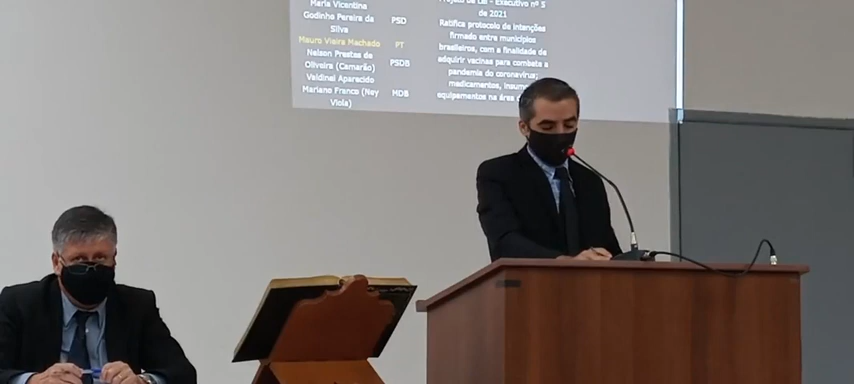 Maria Vicentina
Godinho Pereira da
Silva
PSD
Mauro Vieira Machado
PT
Nelson Prestes de
Oliveira (Camarão)
PSDB
Valdinei Aparecido
Mariano Franco (Ney
Viola)
MDB
Projeto de Lei - Executivo nº 5
de 2021
Ratifica protocolo de intenções
firmado entre municípios
brasileiros, com a finalidade de
adquirir vacinas para combate a
pandemia do coronavírus;
medicamentos,
equipamentos na área